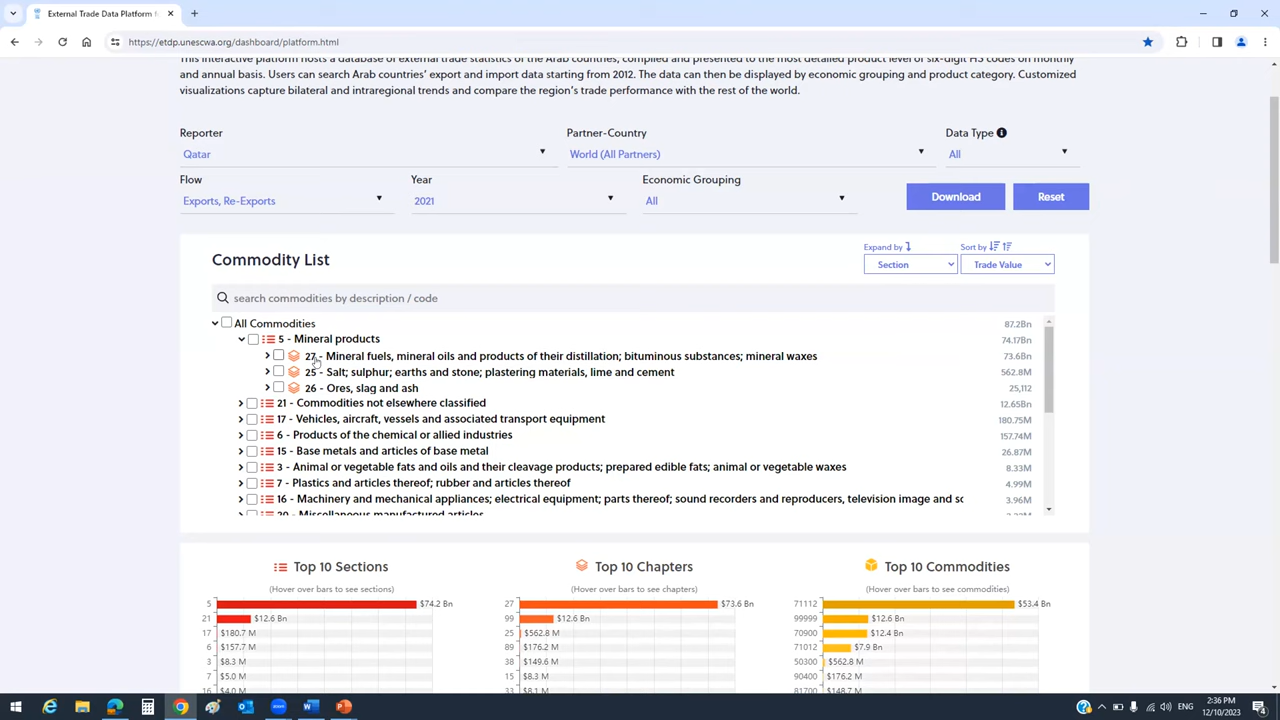 External Trade Data Platform f
https://etdp.unescwa.org/dashboard/platform.html
This interactive platform hosts a database of external trade statistics of the Arab countries, compiled and presented to the most detailed product level of six-digit HS codes on monthly
and annual basis. Users can search Arab countries' export and import data starting from 2012. The data can then be displayed by economic grouping and product category. Customized
visualizations capture bilateral and intraregional trends and compare the region's trade performance with the rest of the world.
Reporter Partner-Country Data Type
Qatar World (All Partners) All
Flow Year Economic Grouping
Exports, Re-Exports 2021 All Download Reset
Expand by Sort by
Commodity List Section Trade Value
search commodities by description / code
All Commodities 87.2Bn
5 - Mineral products 74.17Bn
27 - Mineral fuels, mineral oils and products of their distillation; bituminous substances; mineral waxes 73.6Bn
25 - Salt; sulphur; earths and stone; plastering materials, lime and cement 562.8M
26 - Ores, slag and ash 25,112
21 - Commodities not elsewhere classified 12.65Bn
17 - Vehicles, aircraft, vessels and associated transport equipment 180.75M
6 - Products of the chemical or allied industries 157.74M
15 - Base metals and articles of base metal 26.87M
3 - Animal or vegetable fats and oils and their cleavage products; prepared edible fats; animal or vegetable waxes 8.33M
7 - Plastics and articles thereof; rubber and articles thereof 4.99M
16 - Machinery and mechanical appliances; electrical equipment; parts thereof; sound recorders and reproducers, television image and so 3.96M
20 - Miscellaneous manufactured articles
Top 10 Sections Top 10 Chapters Top 10 Commodities
(Hover over bars to see sections) (Hover over bars to see chapters) (Hover over bars to see commodities)
5 $74.2 Bn 27 $73.6 Bn 71112 $53.4 Bn
21 $12.6 Bn 99 $12.6 Bn 99999 $12.6 Bn
17 $180.7 M 25 $562.8 M 70900 $12.4 Bn
6 $157.7 M 89 $176.2 M 71012 $7.9 Bn
3 $8.3 M 38 $149.6 M 50300 $562.8 M
7 $5.0 M 15 $8.3 M 90400 $176.2 M
16 $4.0 M 33 81700 $148.7 M
ENG 2:36 PM
12/10/2023
4